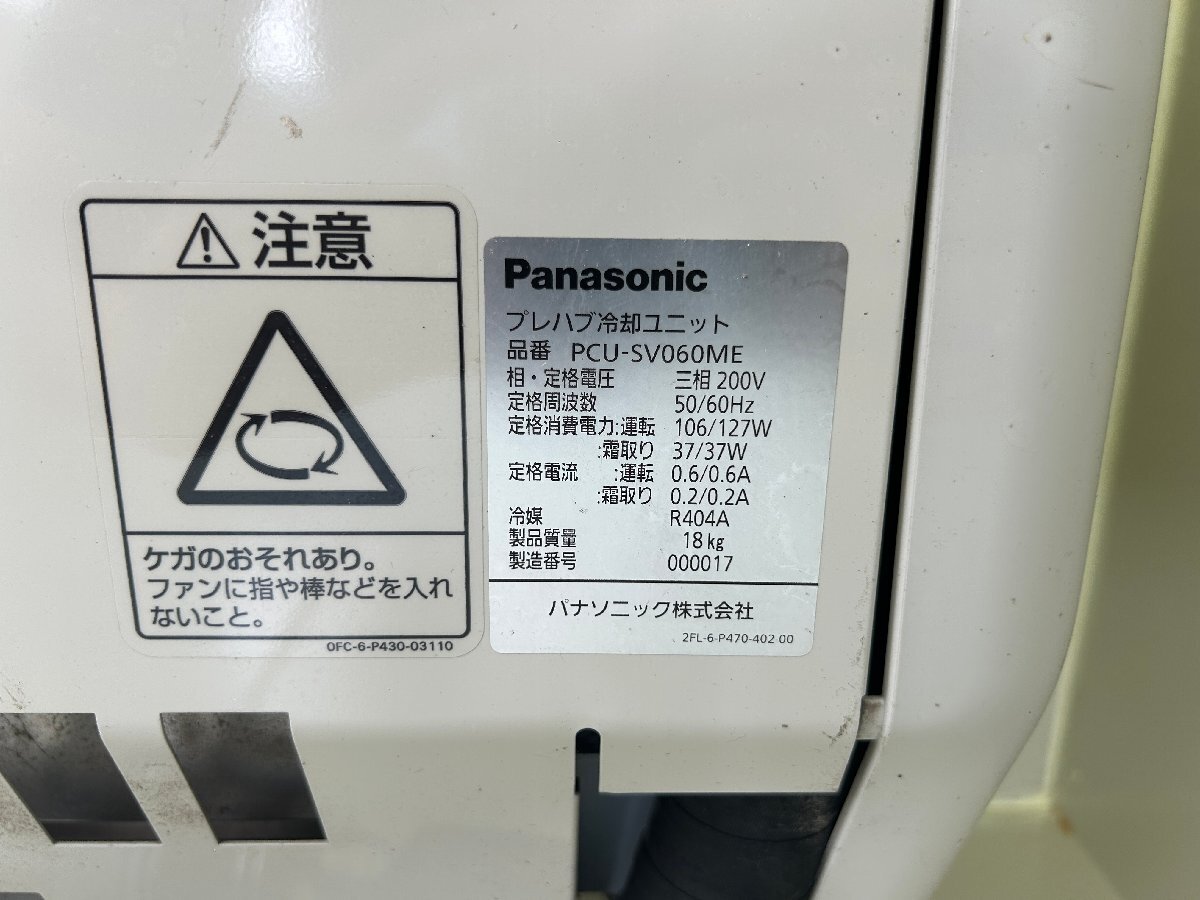 注意
ケガのおそれあり。
ファンに指や棒などを入れ
ないこと。
0FC-6-P430-03110
Panasonic
プレハブ冷却ユニット
品番 PCU-SV060ME
相・定格電圧 三相 200V
定格周波数 50/60Hz
定格消費電力:運転 106/127W
:霜取り 37/37W
定格電流 :運転 0.6/0.6A
:霜取り 0.2/0.2A
冷媒 R404A
製品質量 18kg
製造番号 000017
パナソニック株式会社
2FL-6-P470-402 00